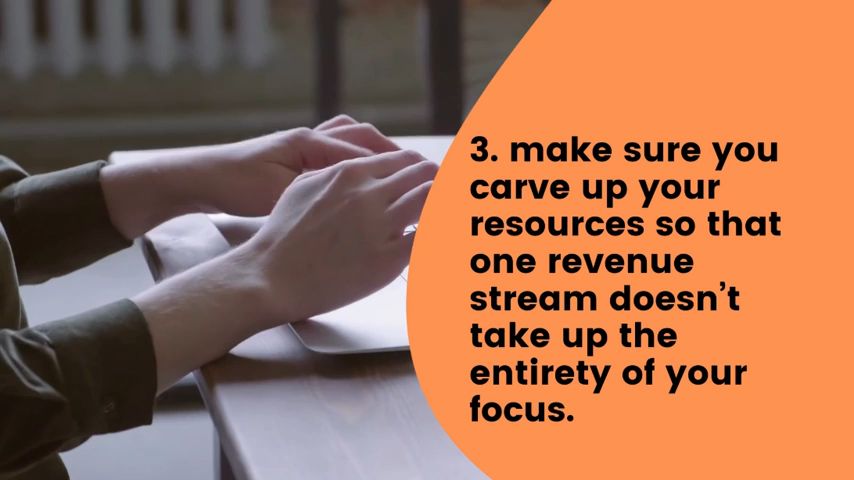 3. make sure you
carve up your
resources so that
one revenue
stream doesn’t
take up the
entirety of your
focus.